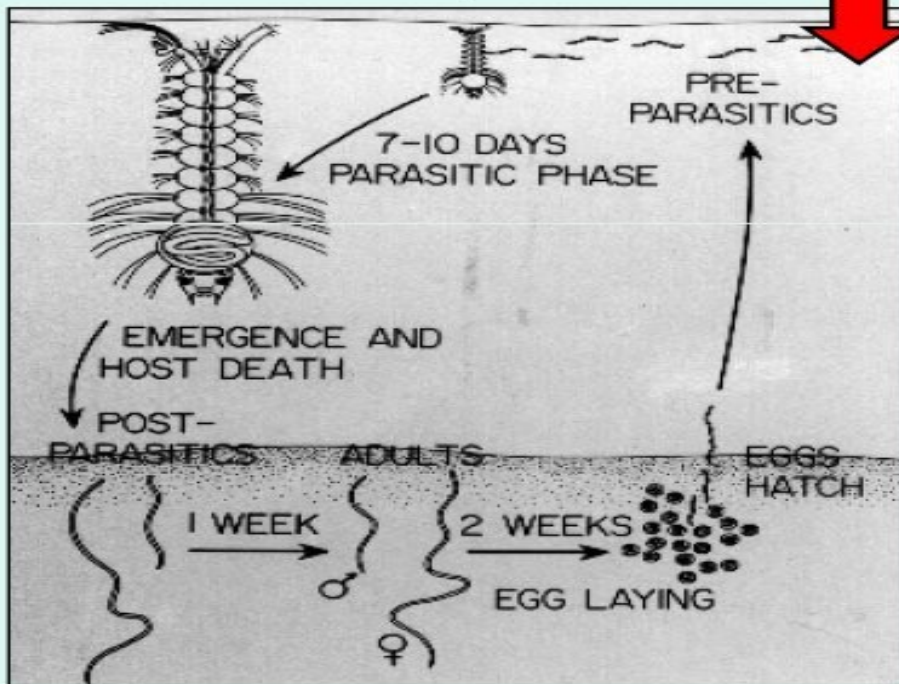 PRE-
PARASITICS
7-10 DAYS
PARASITIC PHASE
EMERGENCE AND
HOST DEATH
POST-
PARASITICS
ADULTS
EGGS
HATCH
1 WEEK
2 WEEKS
EGG LAYING
♂
♀